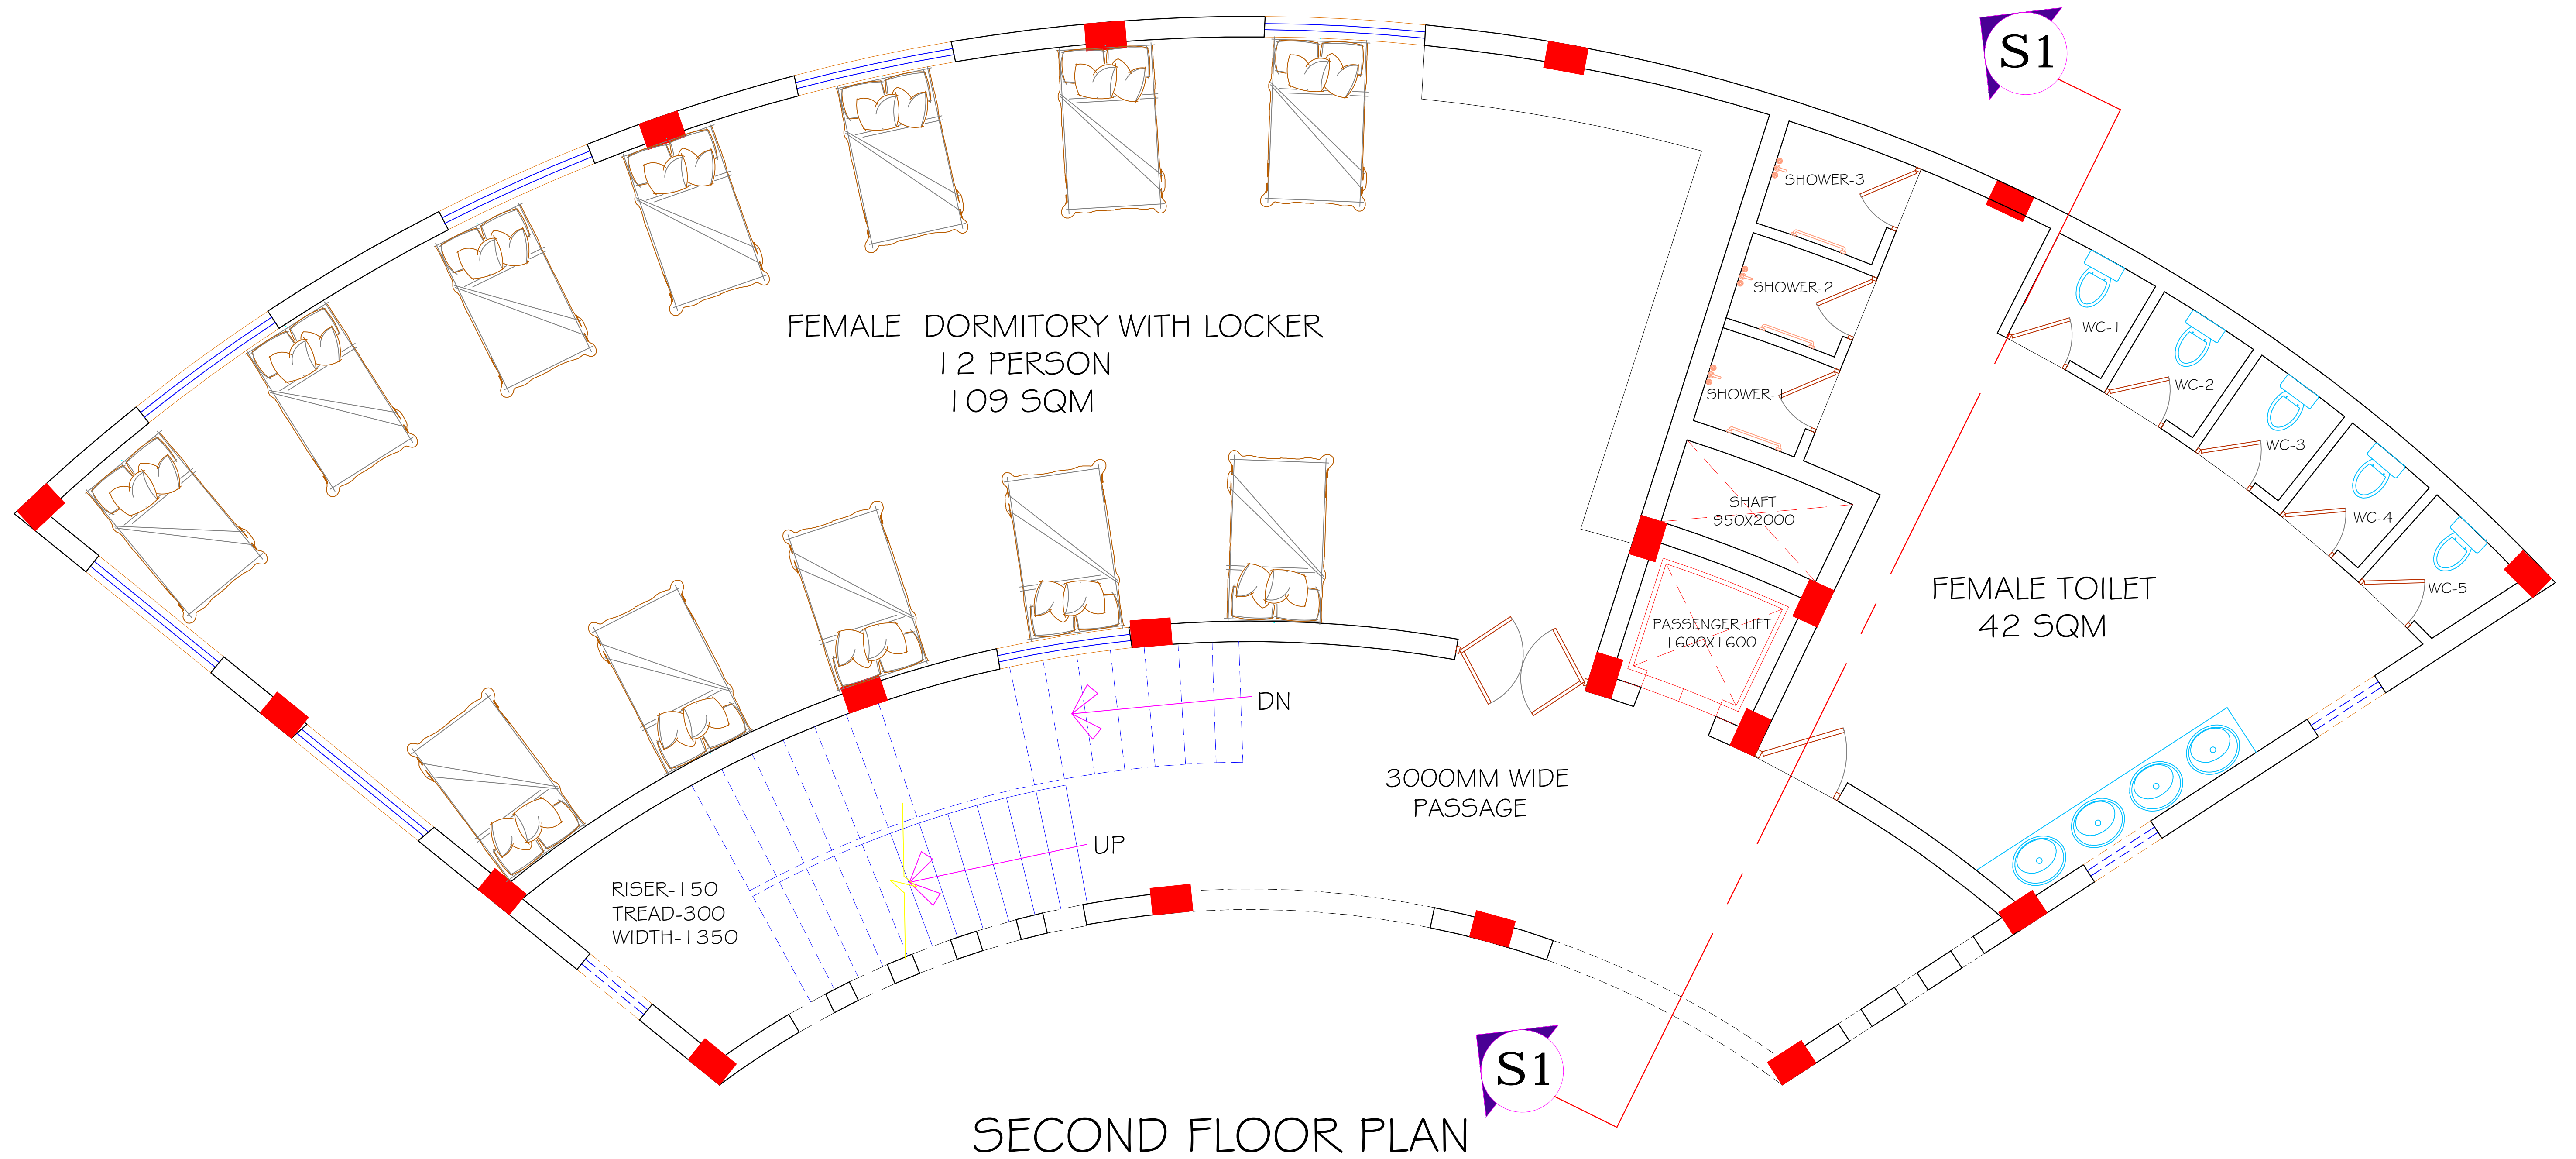 S1
SHOWER-3
SHOWER-2
SHOWER-1
WC-1
WC-2
WC-3
WC-4
WC-5
FEMALE DORMITORY WITH LOCKER
12 PERSON
109 SQM
SHAFT
950X2000
PASSENGER LIFT
1600X1600
FEMALE TOILET
42 SQM
DN
3000MM WIDE
PASSAGE
UP
RISER-150
TREAD-300
WIDTH-1350
S1
SECOND FLOOR PLAN